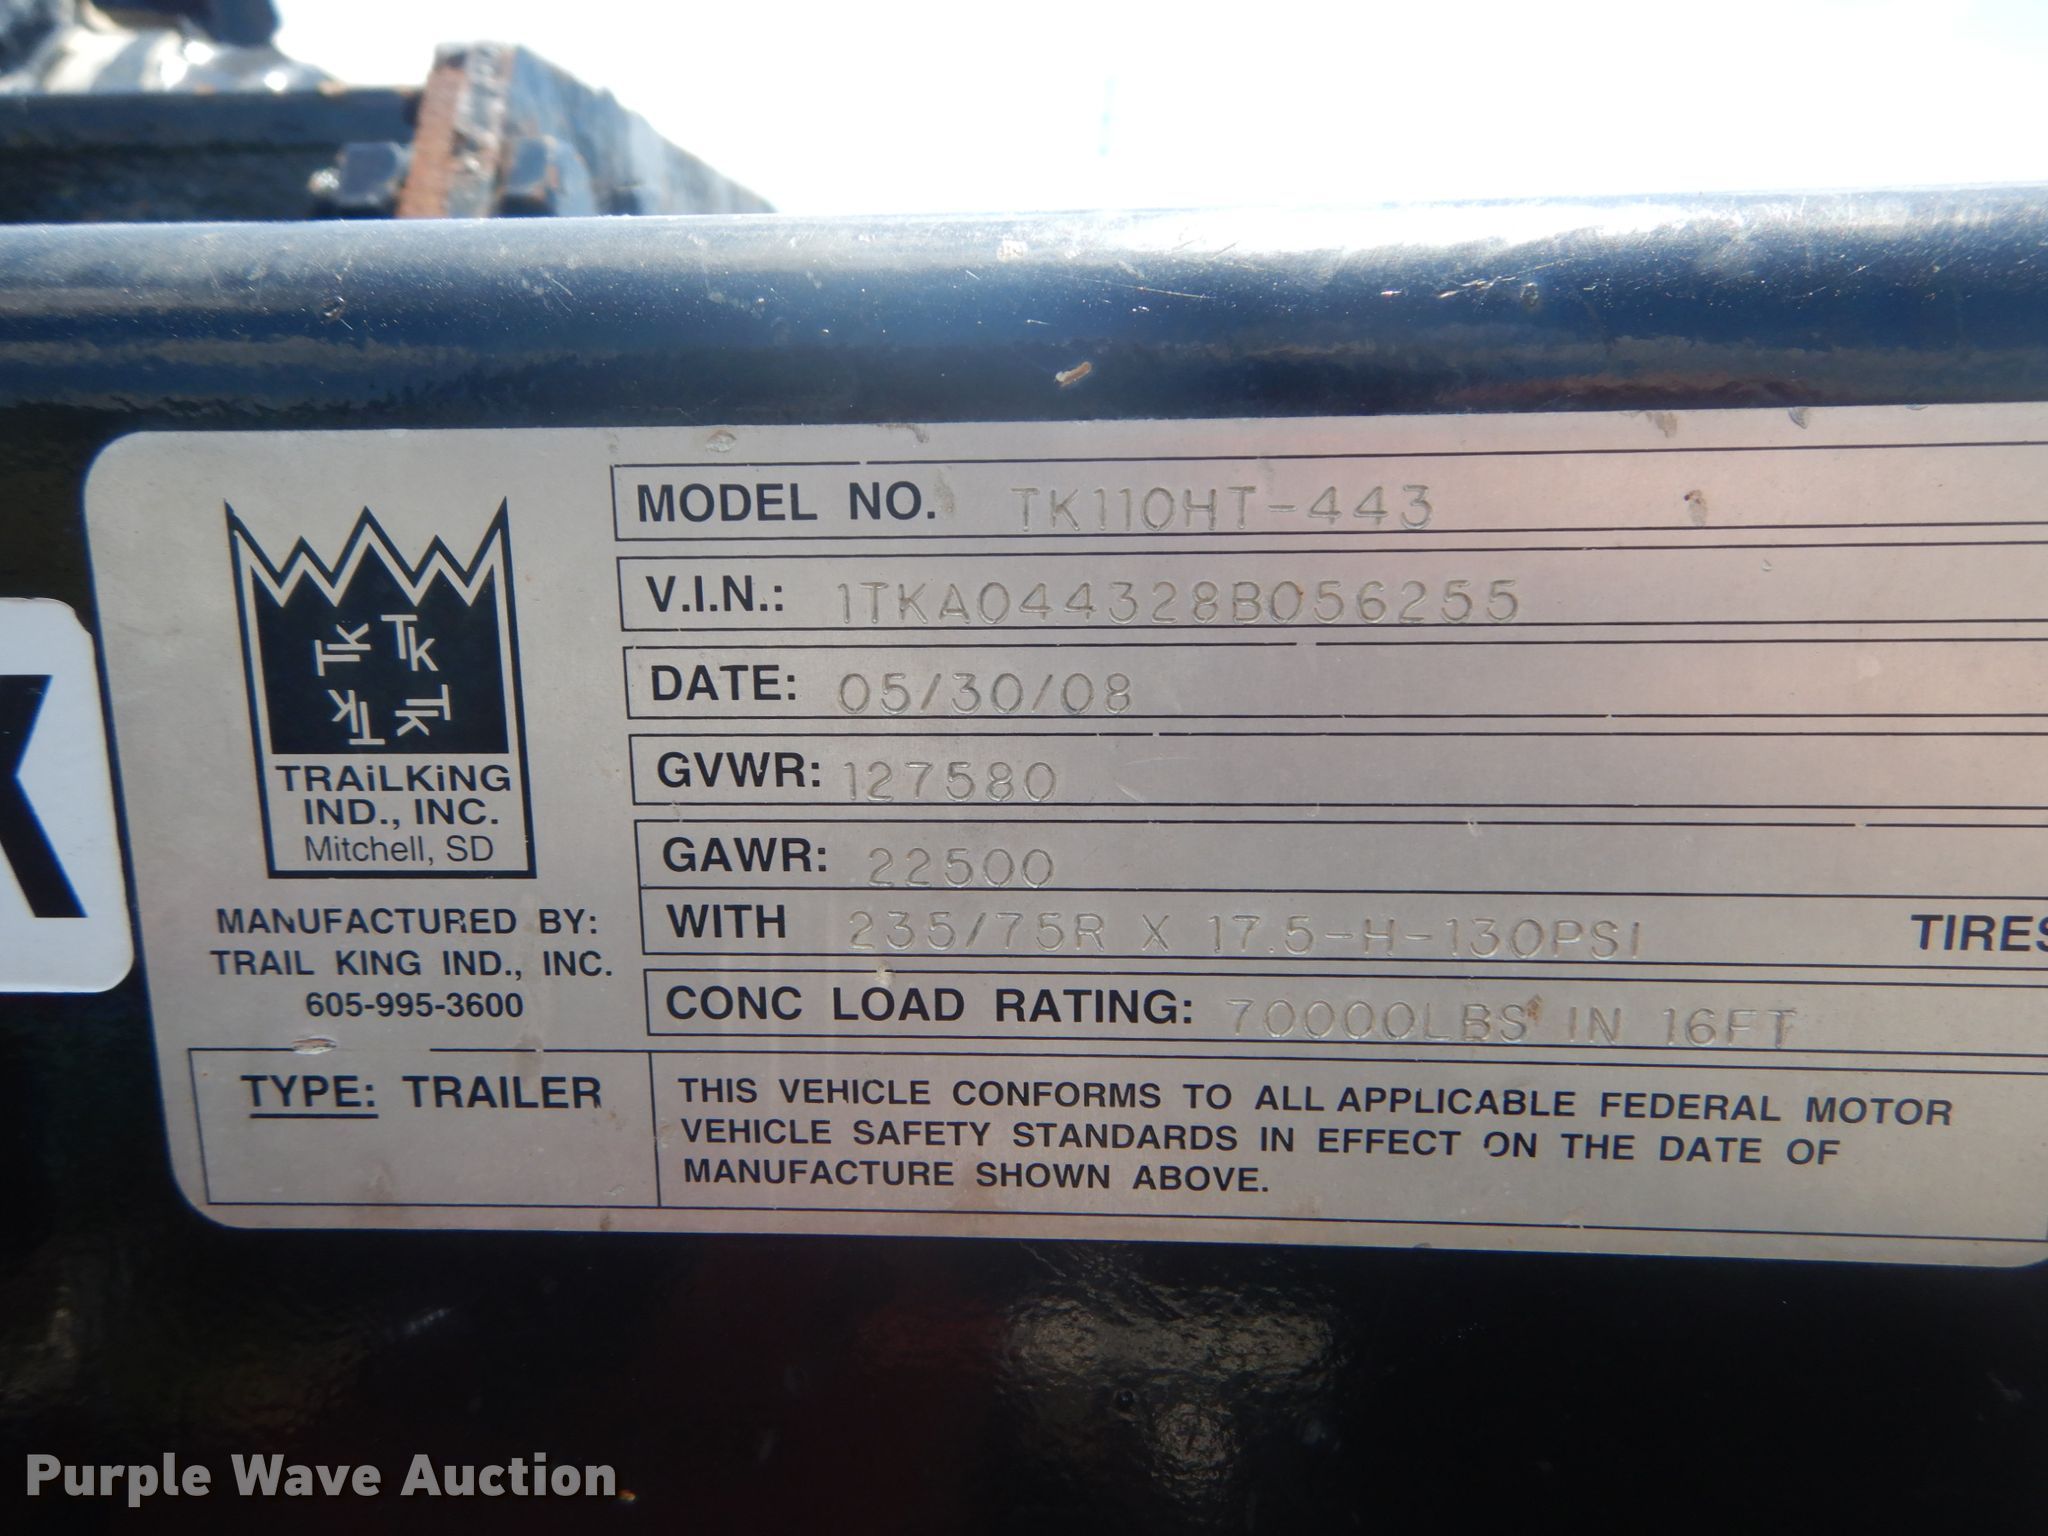 MODEL NO. TK110HT-443
V.I.N.: 1TKA044328B056255
DATE: 05/30/08
GVWR: 127580
GAWR: 22500
WITH 235/75R X 17.5-H-130PSI TIRES
CONC LOAD RATING: 70000LBS IN 16FT
TK TK
TK TK
TRAiLKiNG
IND., INC.
Mitchell, SD
MANUFACTURED BY:
TRAIL KING IND., INC.
605-995-3600
TYPE: TRAILER
THIS VEHICLE CONFORMS TO ALL APPLICABLE FEDERAL MOTOR
VEHICLE SAFETY STANDARDS IN EFFECT ON THE DATE OF
MANUFACTURE SHOWN ABOVE.
Purple Wave Auction